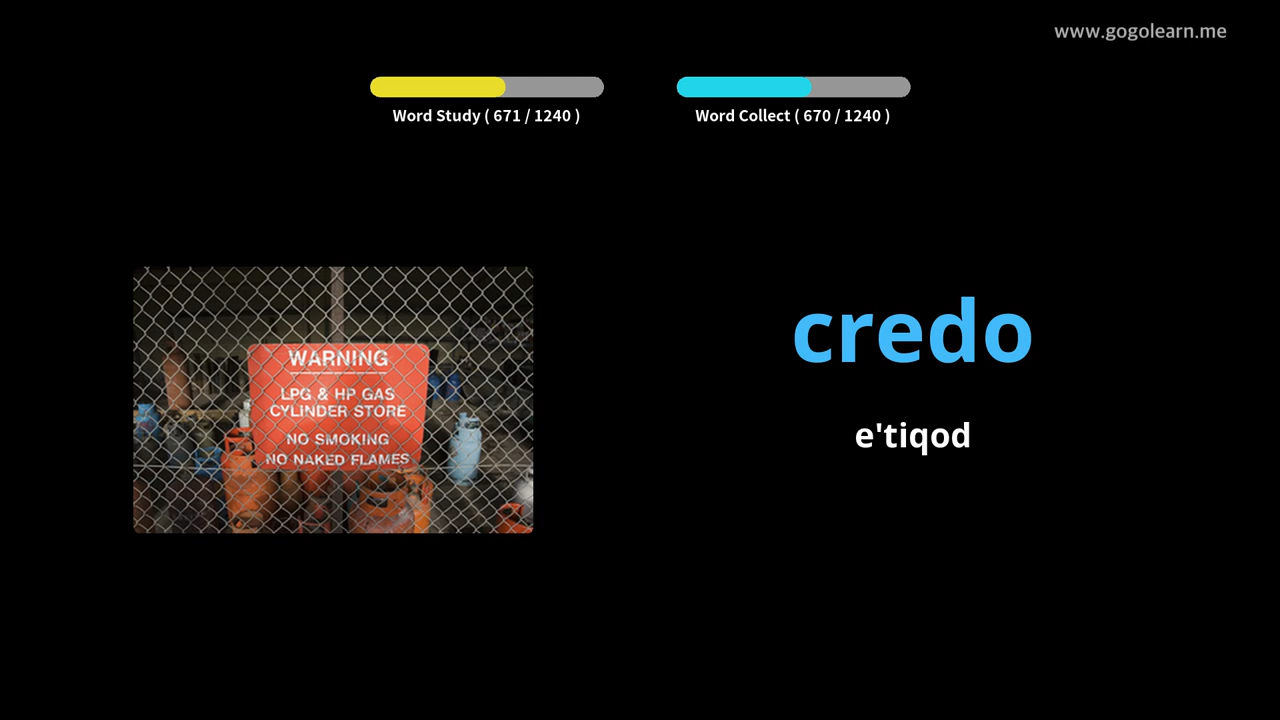 www.gogolearn.me
Word Study ( 671 / 1240 )
Word Collect ( 670 / 1240 )
WARNING
LPG & HP GAS
CYLINDER STORE
NO SMOKING
NO NAKED FLAMES
credo
e'tiqod